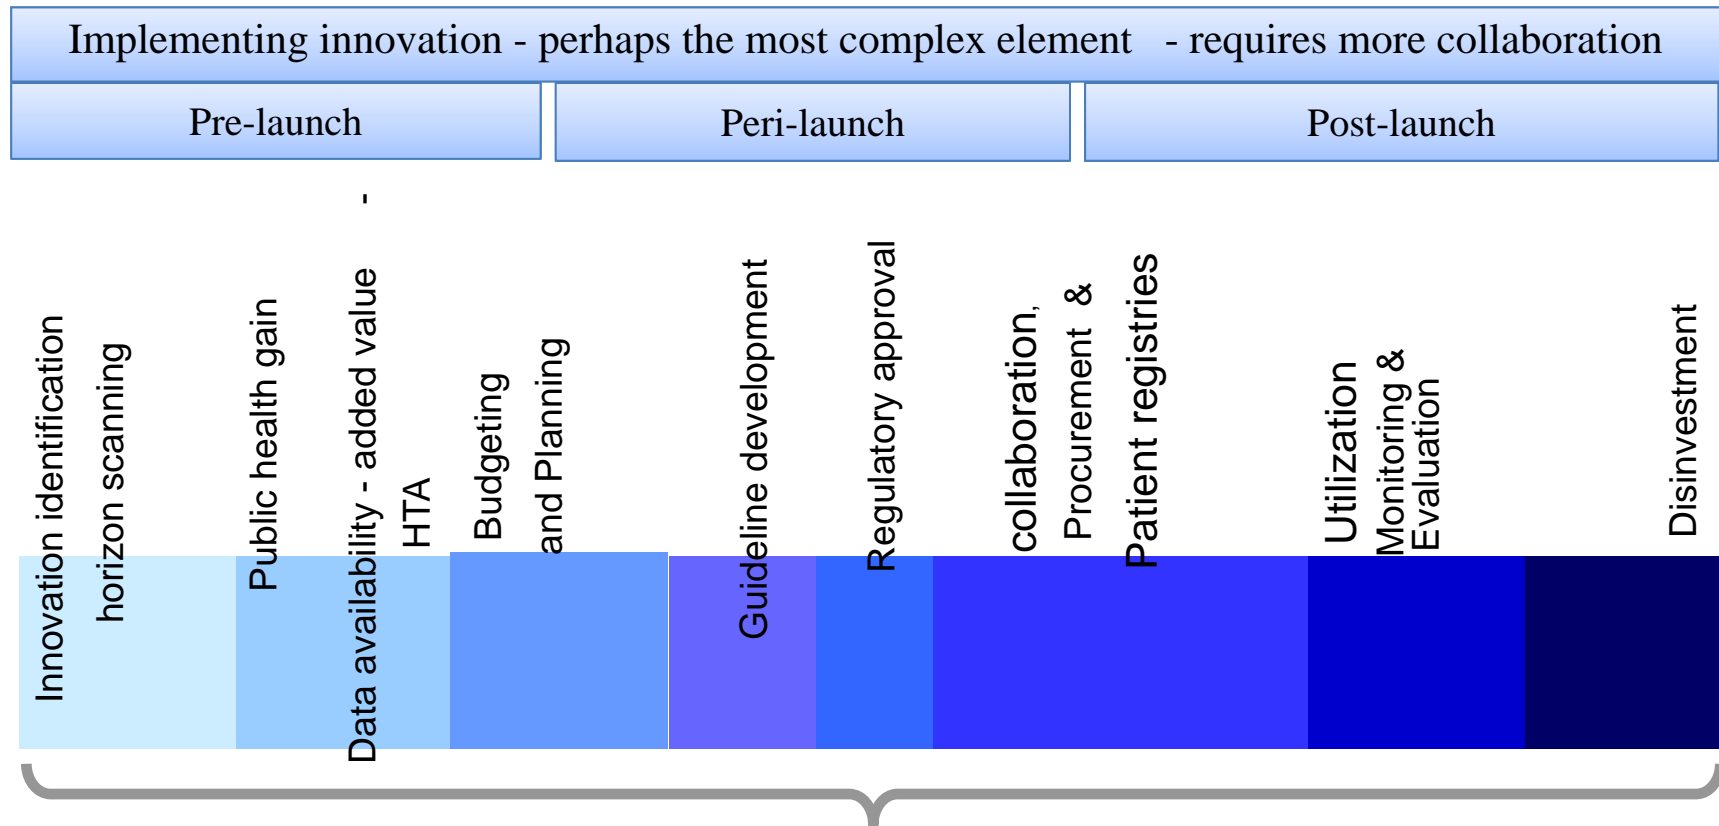 Implementing innovation - perhaps the most complex element - requires more collaboration
Pre-launch
Peri-launch
Post-launch
Innovation identification
horizon scanning
Public health gain
Data availability - added value -
HTA
Budgeting
and Planning
Guideline development
Regulatory approval
collaboration,
Procurement &
Patient registries
Utilization
Monitoring &
Evaluation
Disinvestment